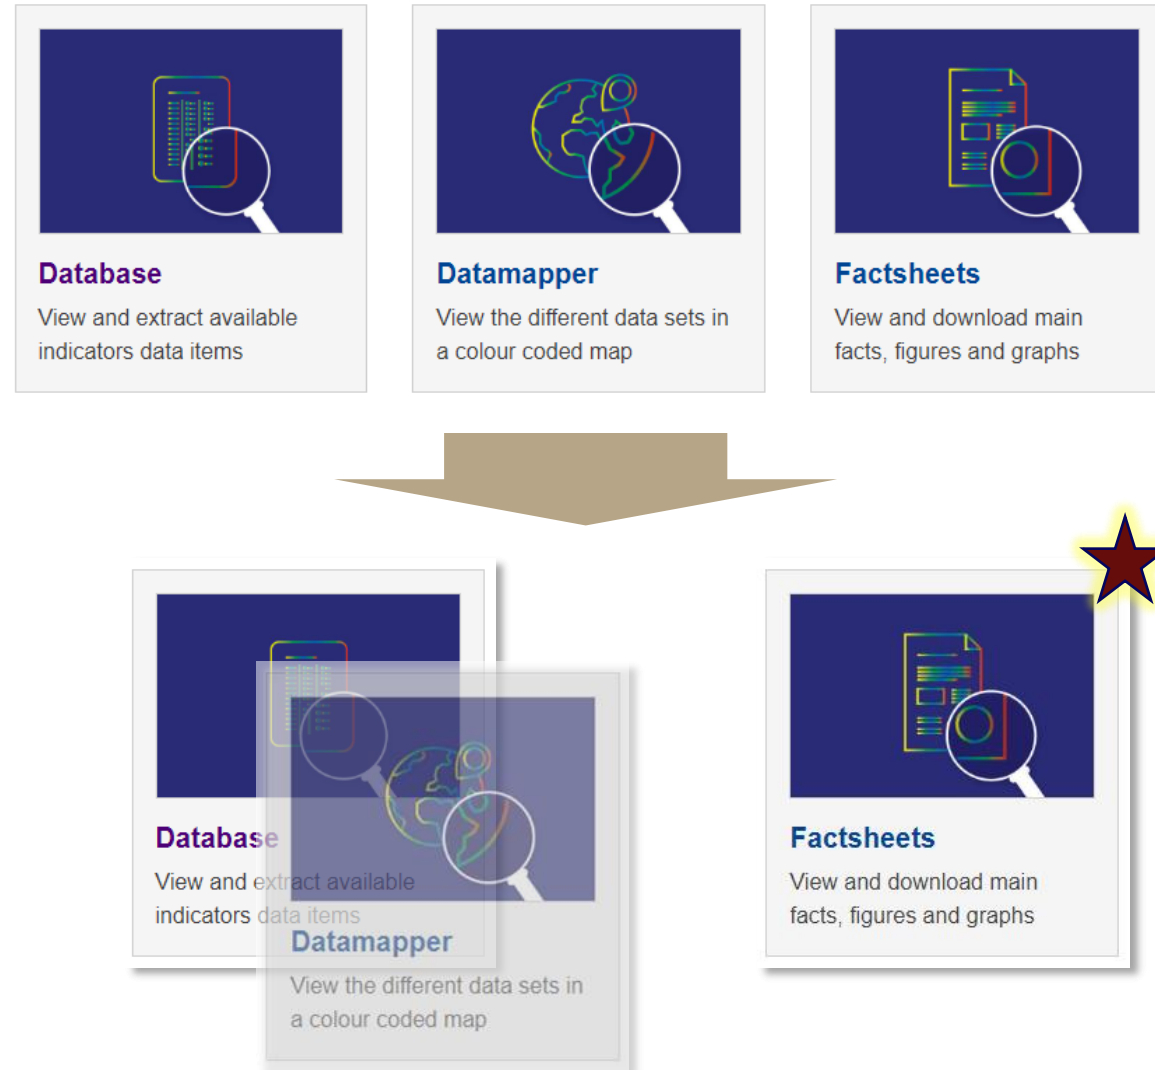 Database
View and extract available
indicators data items
Datamapper
View the different data sets in
a colour coded map
Factsheets
View and download main
facts, figures and graphs
Database
View and extract available
indicators data items
Datamapper
View the different data sets in
a colour coded map
Factsheets
View and download main
facts, figures and graphs